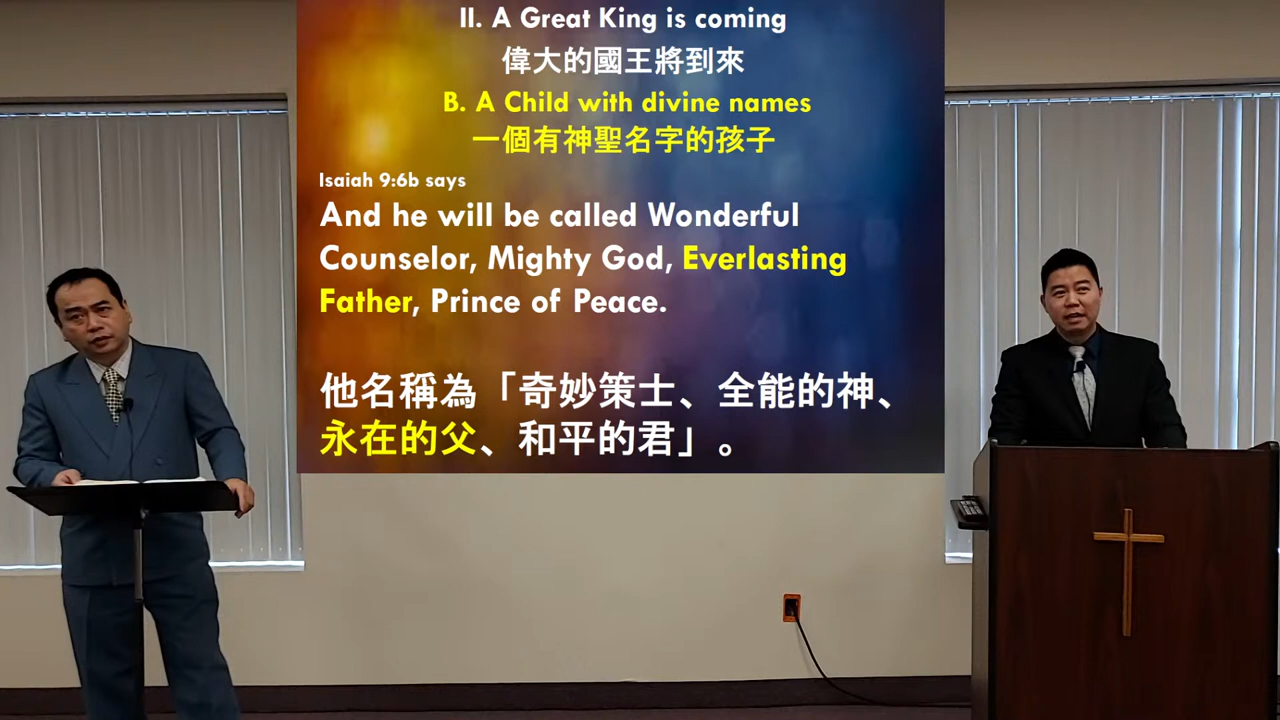 II. A Great King is coming
偉大的國王將到來
B. A Child with divine names
一個有神聖名字的孩子
Isaiah 9:6b says
And he will be called Wonderful
Counselor, Mighty God, Everlasting
Father, Prince of Peace.
他名稱為「奇妙策士、全能的神、
永在的父、和平的君」。